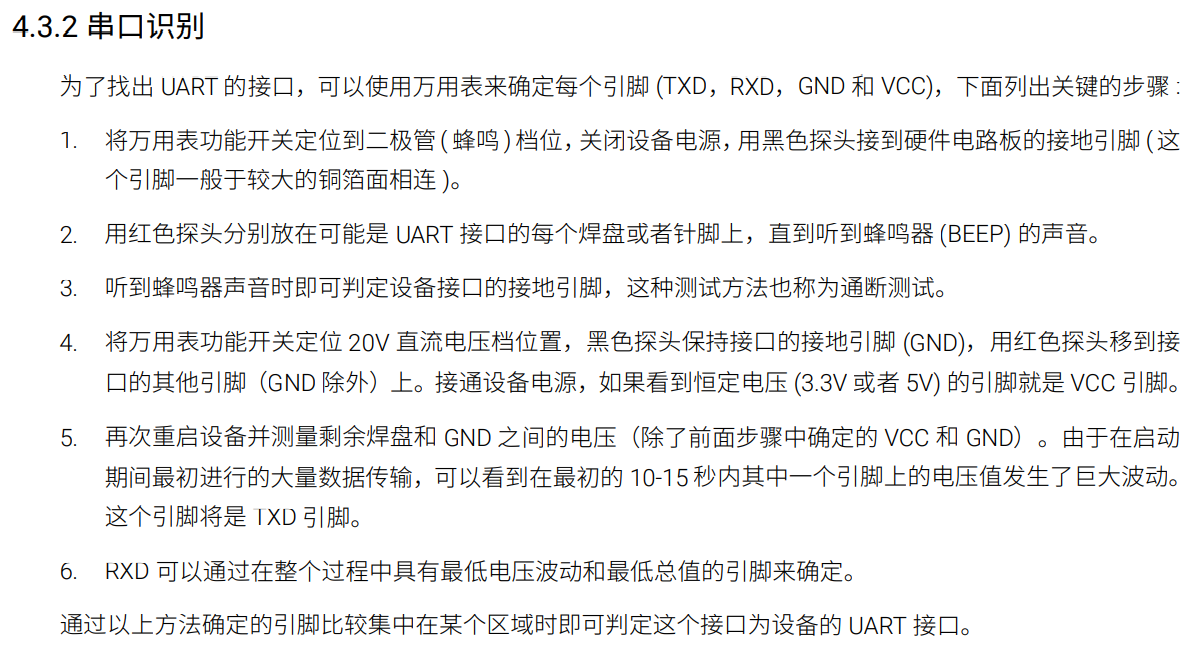 4.3.2 串口识别
为了找出 UART 的接口，可以使用万用表来确定每个引脚 (TXD，RXD，GND 和 VCC)，下面列出关键的步骤 :
1. 将万用表功能开关定位到二极管 ( 蜂鸣 ) 档位，关闭设备电源，用黑色探头接到硬件电路板的接地引脚 ( 这
个引脚一般于较大的铜箔面相连 )。
2. 用红色探头分别放在可能是 UART 接口的每个焊盘或者针脚上，直到听到蜂鸣器 (BEEP) 的声音。
3. 听到蜂鸣器声音时即可判定设备接口的接地引脚，这种测试方法也称为通断测试。
4. 将万用表功能开关定位 20V 直流电压档位置，黑色探头保持接口的接地引脚 (GND)，用红色探头移到接
口的其他引脚（GND 除外）上。接通设备电源，如果看到恒定电压 (3.3V 或者 5V) 的引脚就是 VCC 引脚。
5. 再次重启设备并测量剩余焊盘和 GND 之间的电压（除了前面步骤中确定的 VCC 和 GND）。由于在启动
期间最初进行的大量数据传输，可以看到在最初的 10-15 秒内其中一个引脚上的电压值发生了巨大波动。
这个引脚将是 TXD 引脚。
6. RXD 可以通过在整个过程中具有最低电压波动和最低总值的引脚来确定。
通过以上方法确定的引脚比较集中在某个区域时即可判定这个接口为设备的 UART 接口。